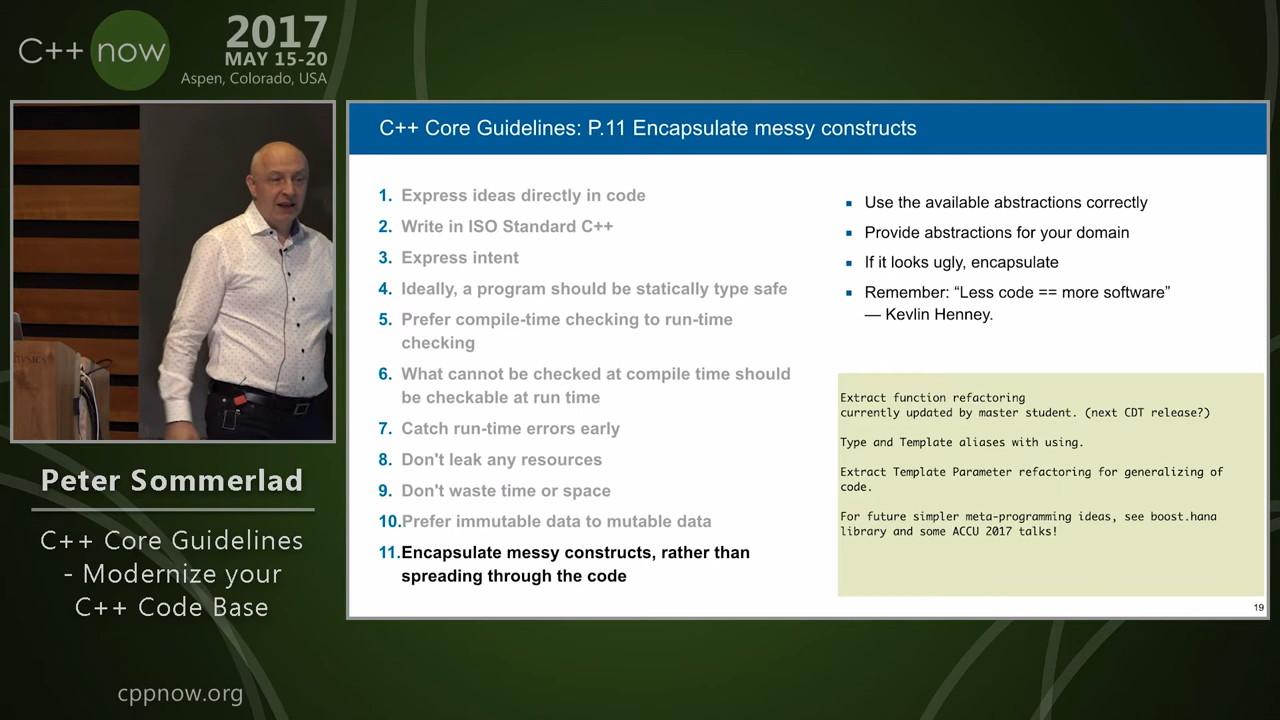 C++ now
2017
MAY 15-20
Aspen, Colorado, USA
C++ Core Guidelines: P.11 Encapsulate messy constructs
1. Express ideas directly in code
2. Write in ISO Standard C++
3. Express intent
4. Ideally, a program should be statically type safe
5. Prefer compile-time checking to run-time
checking
6. What cannot be checked at compile time should
be checkable at run time
7. Catch run-time errors early
8. Don't leak any resources
9. Don't waste time or space
10. Prefer immutable data to mutable data
11. Encapsulate messy constructs, rather than
spreading through the code
▪ Use the available abstractions correctly
▪ Provide abstractions for your domain
▪ If it looks ugly, encapsulate
▪ Remember: “Less code == more software”
— Kevlin Henney.
Extract function refactoring
currently updated by master student. (next CDT release?)
Type and Template aliases with using.
Extract Template Parameter refactoring for generalizing of
code.
For future simpler meta-programming ideas, see boost.hana
library and some ACCU 2017 talks!
19
Peter Sommerlad
C++ Core Guidelines
- Modernize your
C++ Code Base
cppnow.org